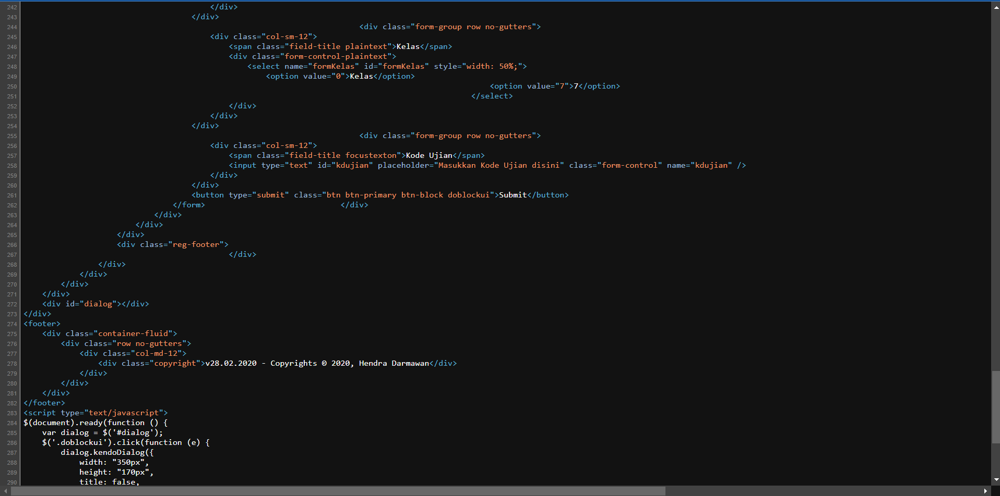 242 </div>
243 </div>
244 <div class="form-group row no-gutters">
245 <div class="col-sm-12">
246 <span class="field-title plaintext">Kelas</span>
247 <div class="form-control-plaintext">
248 <select name="formKelas" id="formKelas" style="width: 50%;">
249 <option value="0">Kelas</option>
250 <option value="7">7</option>
251 </select>
252 </div>
253 </div>
254 </div>
255 <div class="form-group row no-gutters">
256 <div class="col-sm-12">
257 <span class="field-title focustexton">Kode Ujian</span>
258 <input type="text" id="kdujian" placeholder="Masukkan Kode Ujian disini" class="form-control" name="kdujian" />
259 </div>
260 </div>
261 <button type="submit" class="btn btn-primary btn-block doblockui">Submit</button>
262 </form> </div>
263 </div>
264 </div>
265 </div>
266 <div class="reg-footer">
267 </div>
268 </div>
269 </div>
270 </div>
271 </div>
272 <div id="dialog"></div>
273 </div>
274 <footer>
275 <div class="container-fluid">
276 <div class="row no-gutters">
277 <div class="col-md-12">
278 <div class="copyright">v28.02.2020 - Copyrights © 2020, Hendra Darmawan</div>
279 </div>
280 </div>
281 </div>
282 </footer>
283 <script type="text/javascript">
284 $(document).ready(function () {
285 var dialog = $('#dialog');
286 $('.doblockui').click(function (e) {
287 dialog.kendoDialog({
288 width: "350px",
289 height: "170px",
290 title: false,